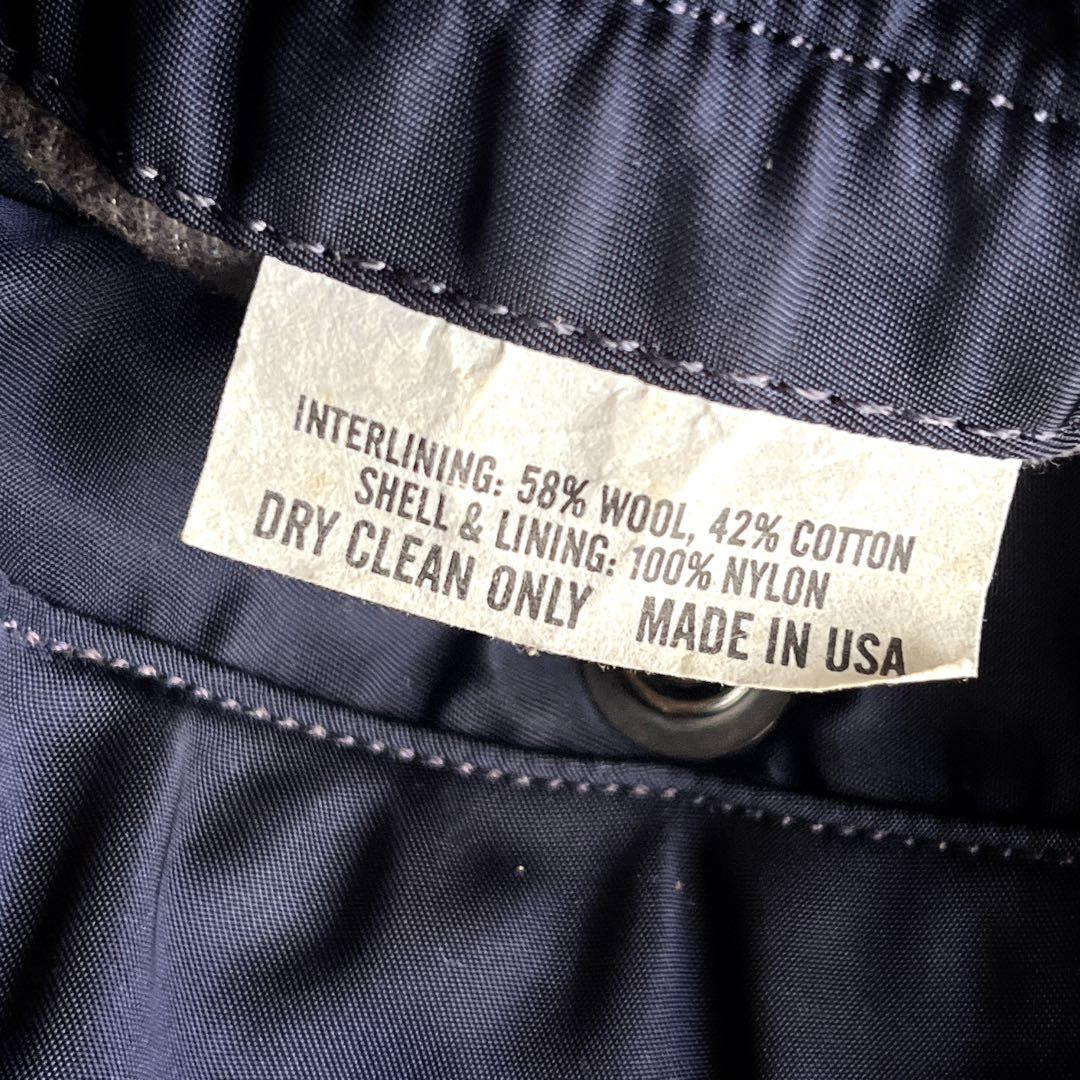 INTERLINING: 58% WOOL, 42% COTTON
SHELL & LINING: 100% NYLON
DRY CLEAN ONLY MADE IN USA